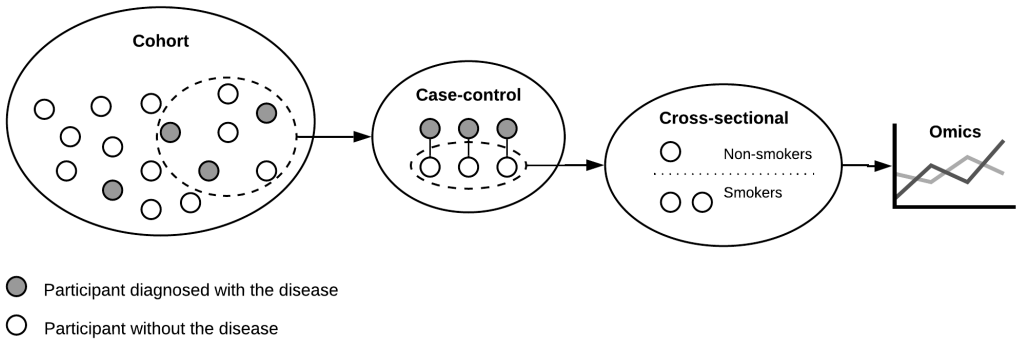 Cohort
Case-control
Cross-sectional
Non-smokers
Smokers
Omics
Participant diagnosed with the disease
Participant without the disease